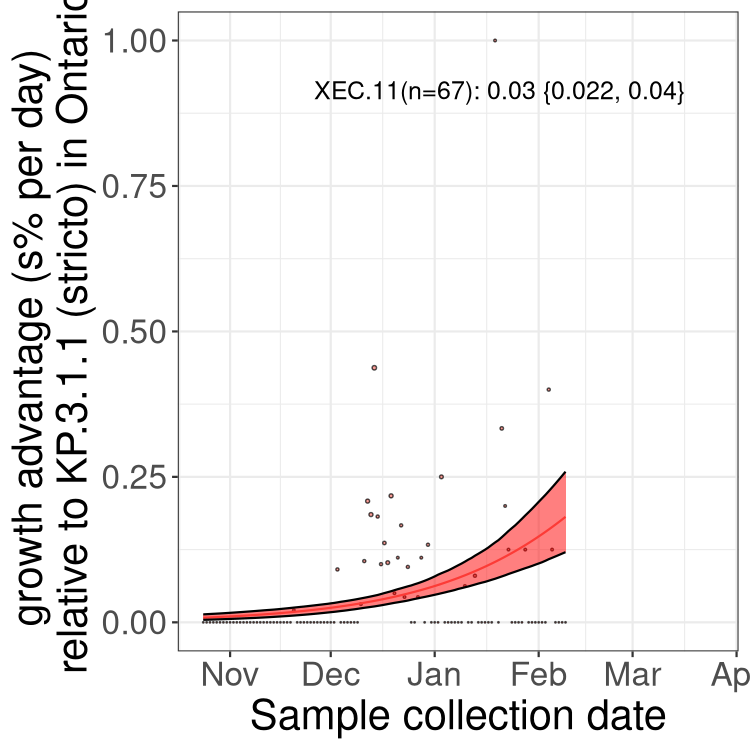 growth advantage (s% per day)
relative to KP.3.1.1 (stricto) in Ontario
1.00
0.75
0.50
0.25
0.00
XEC.11(n=67): 0.03 {0.022, 0.04}
Nov Dec Jan Feb Mar Ap
Sample collection date